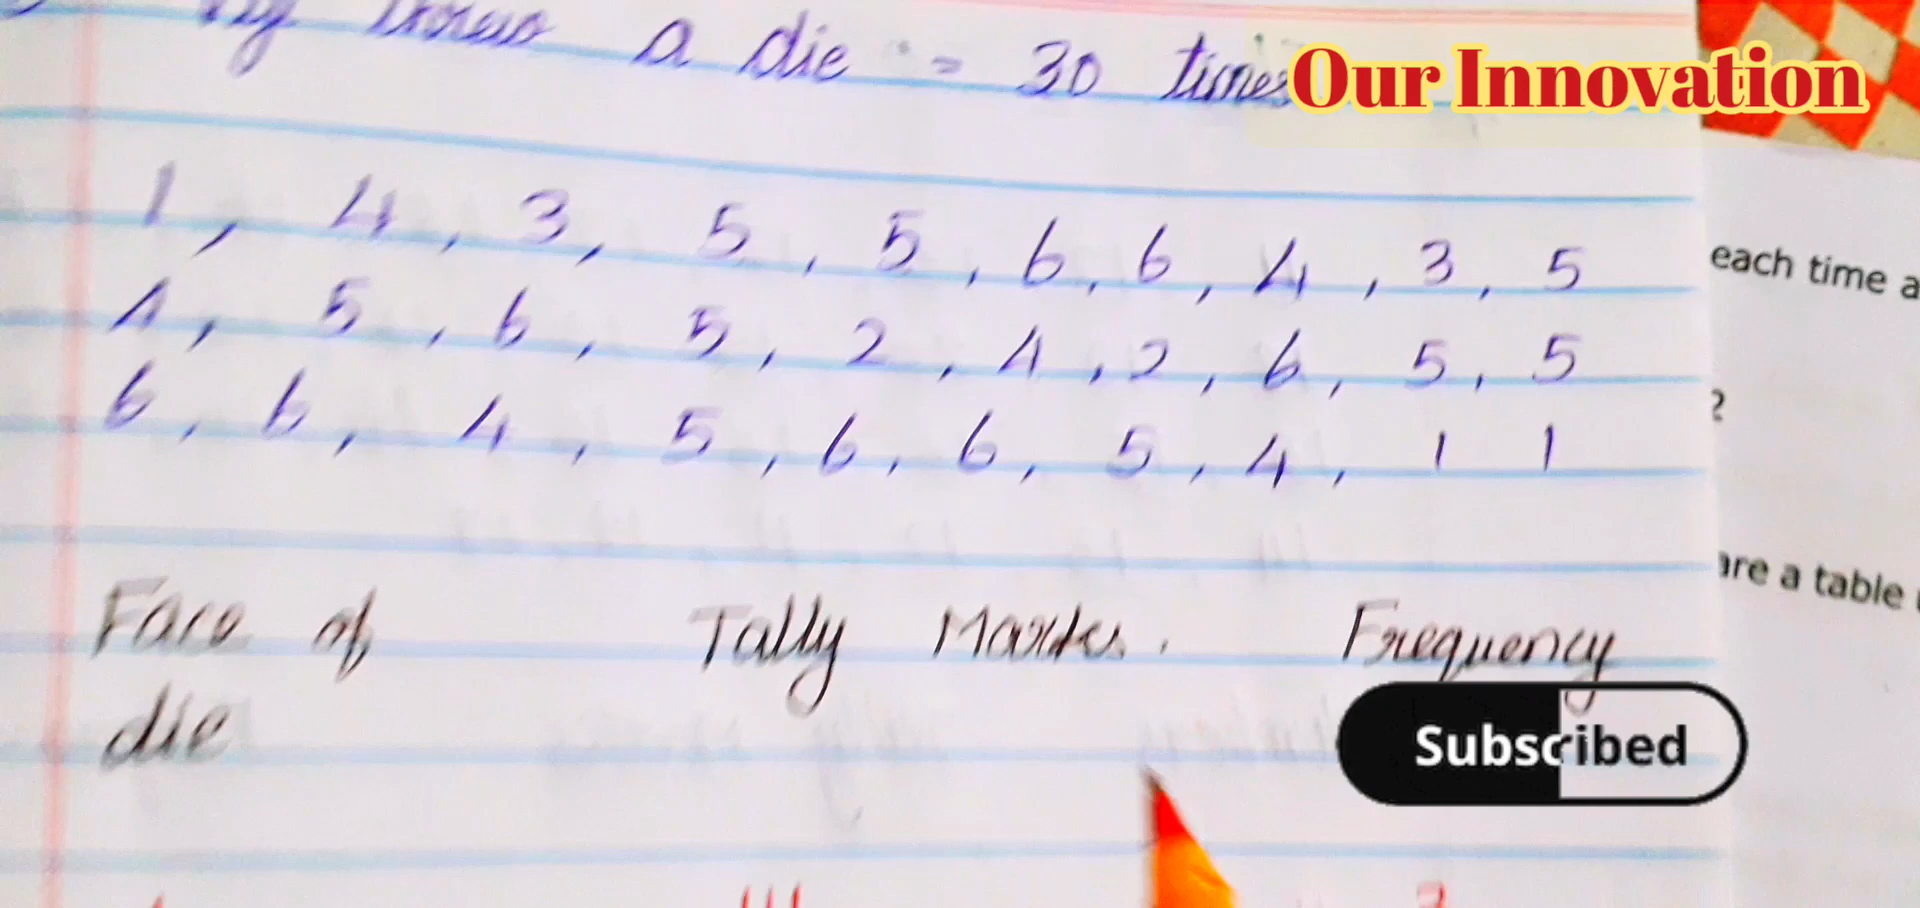 a die = 30 times
Our Innovation
1, 4, 3, 5, 5, 6, 6, 4, 3, 5
4, 5, 6, 5, 2, 4, 2, 6, 5, 5
6, 6, 4, 5, 6, 6, 5, 4, 1 1
each time a
?
are a table
Face of Tally Marks. Frequency
die
Subscribed